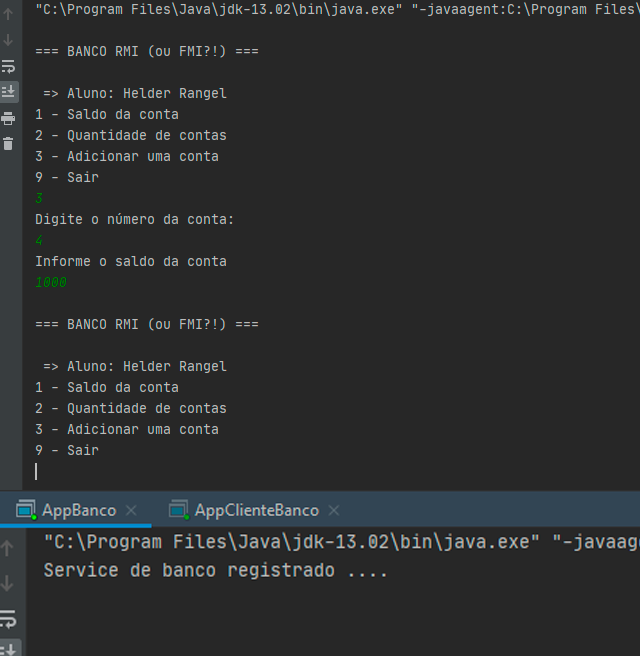 "C:\Program Files\Java\jdk-13.02\bin\java.exe" "-javaagent:C:\Program Files\
=== BANCO RMI (ou FMI?!) ===
=> Aluno: Helder Rangel
1 - Saldo da conta
2 - Quantidade de contas
3 - Adicionar uma conta
9 - Sair
3
Digite o número da conta:
4
Informe o saldo da conta
1000
=== BANCO RMI (ou FMI?!) ===
=> Aluno: Helder Rangel
1 - Saldo da conta
2 - Quantidade de contas
3 - Adicionar uma conta
9 - Sair
AppBanco AppClienteBanco
"C:\Program Files\Java\jdk-13.02\bin\java.exe" "-javaag
Service de banco registrado ....